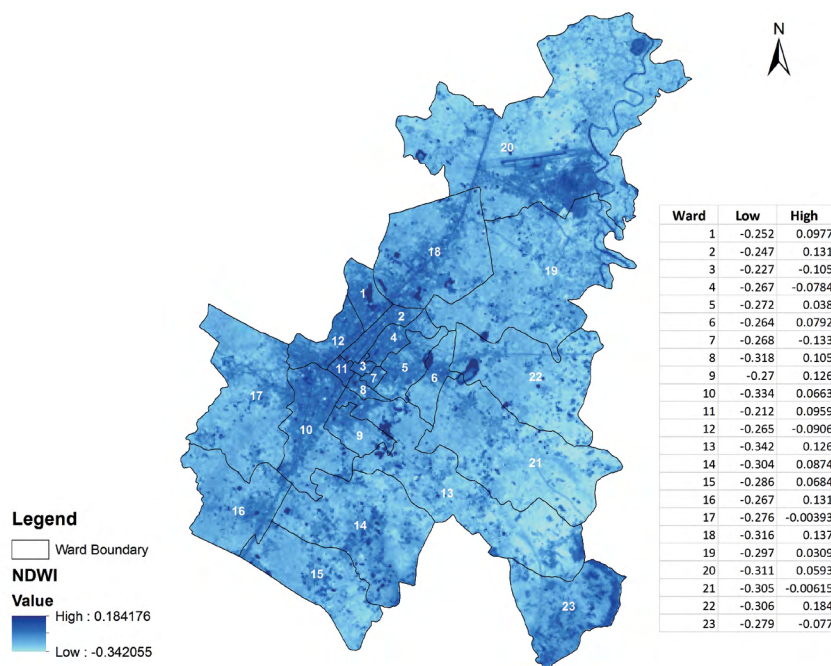 N
20
18
19
1
2
12
4
3
11
5
7
6
8
22
17
10
9
21
13
16
14
15
23
Ward Low High
1 -0.252 0.0977
2 -0.247 0.131
3 -0.227 -0.105
4 -0.267 -0.0784
5 -0.272 0.038
6 -0.264 0.0792
7 -0.268 -0.133
8 -0.318 0.105
9 -0.27 0.126
10 -0.334 0.0663
11 -0.212 0.0959
12 -0.265 -0.0906
13 -0.342 0.126
14 -0.304 0.0874
15 -0.286 0.0684
16 -0.267 0.131
17 -0.276 -0.00393
18 -0.316 0.137
19 -0.297 0.0309
20 -0.311 0.0593
21 -0.305 -0.00615
22 -0.306 0.184
23 -0.279 -0.077
Legend
Ward Boundary
NDWI
Value
High : 0.184176
Low : -0.342055